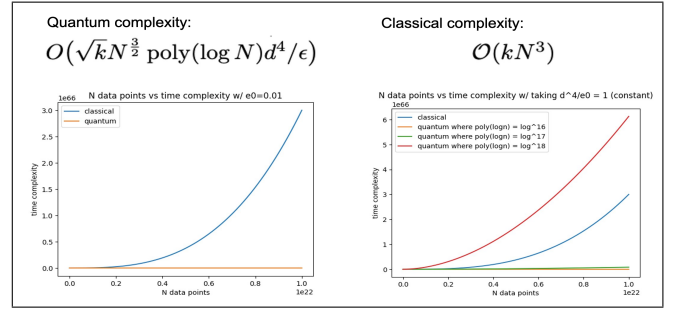 Quantum complexity:
O(√k N^{3/2} poly(log N)d⁴/ϵ)
Classical complexity:
𝒪(kN³)
N data points vs time complexity w/ e0=0.01
1e66
classical
quantum
3.0
2.5
2.0
1.5
1.0
0.5
0.0
time complexity
0.0 0.2 0.4 0.6 0.8 1.0
1e22
N data points
N data points vs time complexity w/ taking d^4/e0 = 1 (constant)
1e66
classical
quantum where poly(logn) = log^16
quantum where poly(logn) = log^17
quantum where poly(logn) = log^18
6
5
4
3
2
1
0
time complexity
0.0 0.2 0.4 0.6 0.8 1.0
1e22
N data points